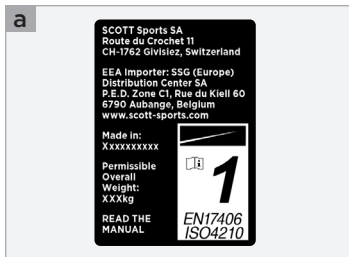 a
SCOTT Sports SA
Route du Crochet 11
CH-1762 Givisiez, Switzerland
EEA Importer: SSG (Europe)
Distribution Center SA
P.E.D. Zone C1, Rue du Kiell 60
6790 Aubange, Belgium
www.scott-sports.com
Made in:
Xxxxxxxxxx
Permissible
Overall
Weight:
XXXkg
READ THE
MANUAL
1
EN17406
ISO4210